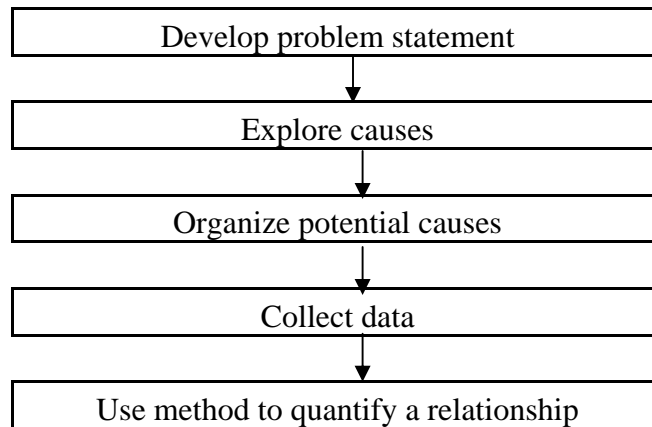 Develop problem statement
Explore causes
Organize potential causes
Collect data
Use method to quantify a relationship